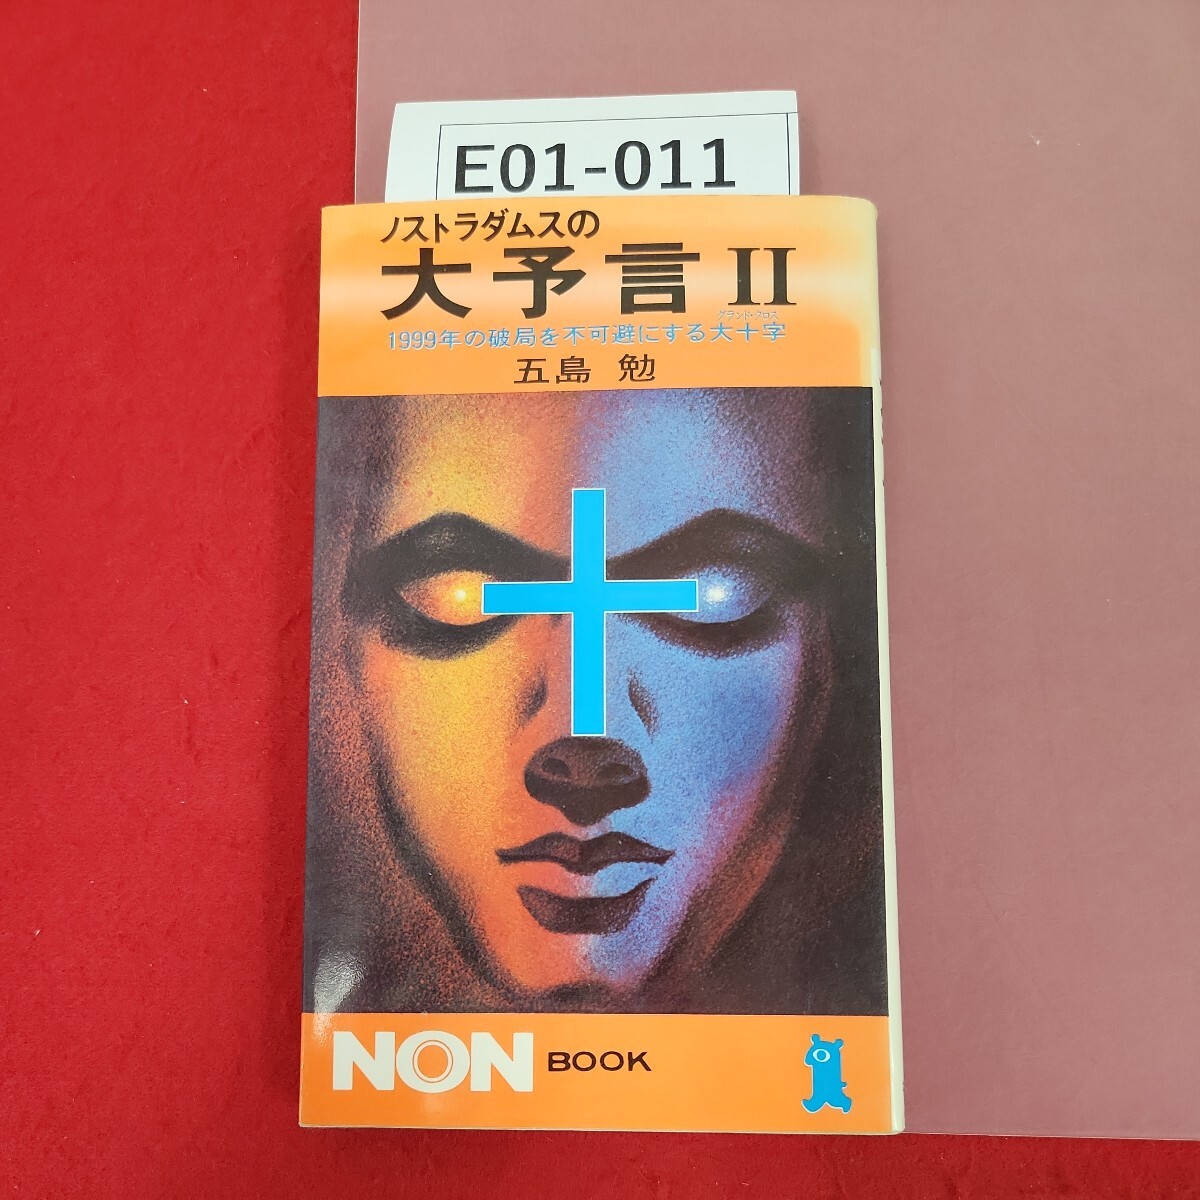 E01-011
ノストラダムスの
大予言 II
グランド・クロス
1999年の破局を不可避にする大十字
五島 勉
NON BOOK